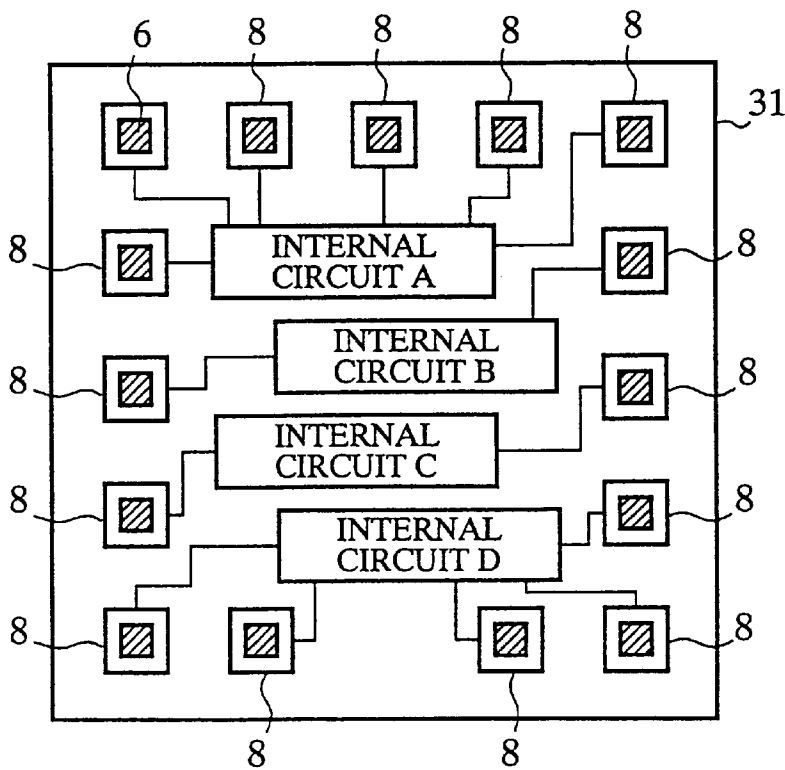 6 8 8 8 8
31
8 INTERNAL 8
CIRCUIT A
8 INTERNAL 8
CIRCUIT B
8 INTERNAL 8
CIRCUIT C
8 INTERNAL 8
CIRCUIT D
8 8